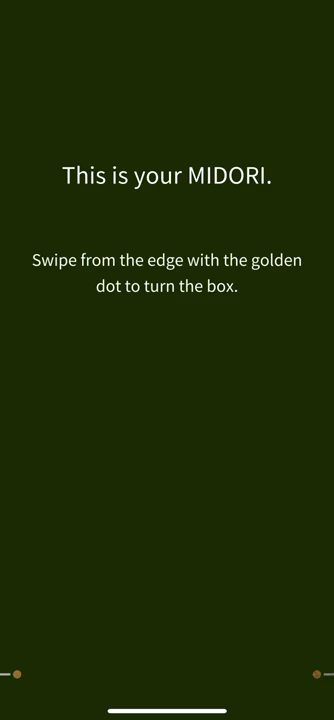 This is your MIDORI.
Swipe from the edge with the golden
dot to turn the box.